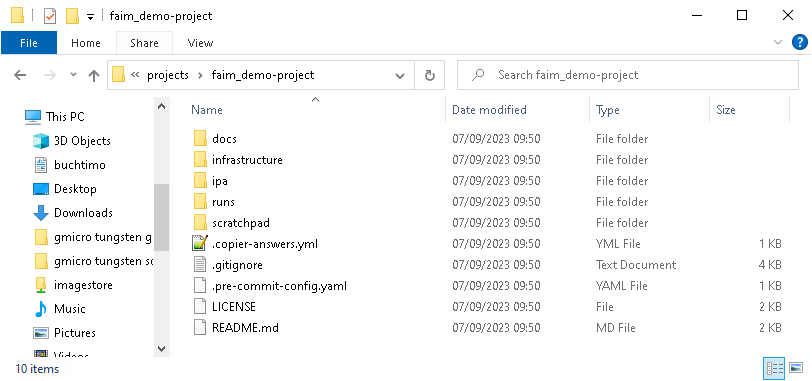 faim_demo-project
File Home Share View
« projects › faim_demo-project Search faim_demo-project
Name Date modified Type Size
This PC
3D Objects
buchtimo
Desktop
Downloads
gmicro tungsten g
gmicro tungsten sc
imagestore
Music
Pictures
Videos
docs 07/09/2023 09:50 File folder
infrastructure 07/09/2023 09:50 File folder
ipa 07/09/2023 09:50 File folder
runs 07/09/2023 09:50 File folder
scratchpad 07/09/2023 09:50 File folder
.copier-answers.yml 07/09/2023 09:50 YML File 1 KB
.gitignore 07/09/2023 09:50 Text Document 4 KB
.pre-commit-config.yaml 07/09/2023 09:50 YAML File 1 KB
LICENSE 07/09/2023 09:50 File 2 KB
README.md 07/09/2023 09:50 MD File 2 KB
10 items